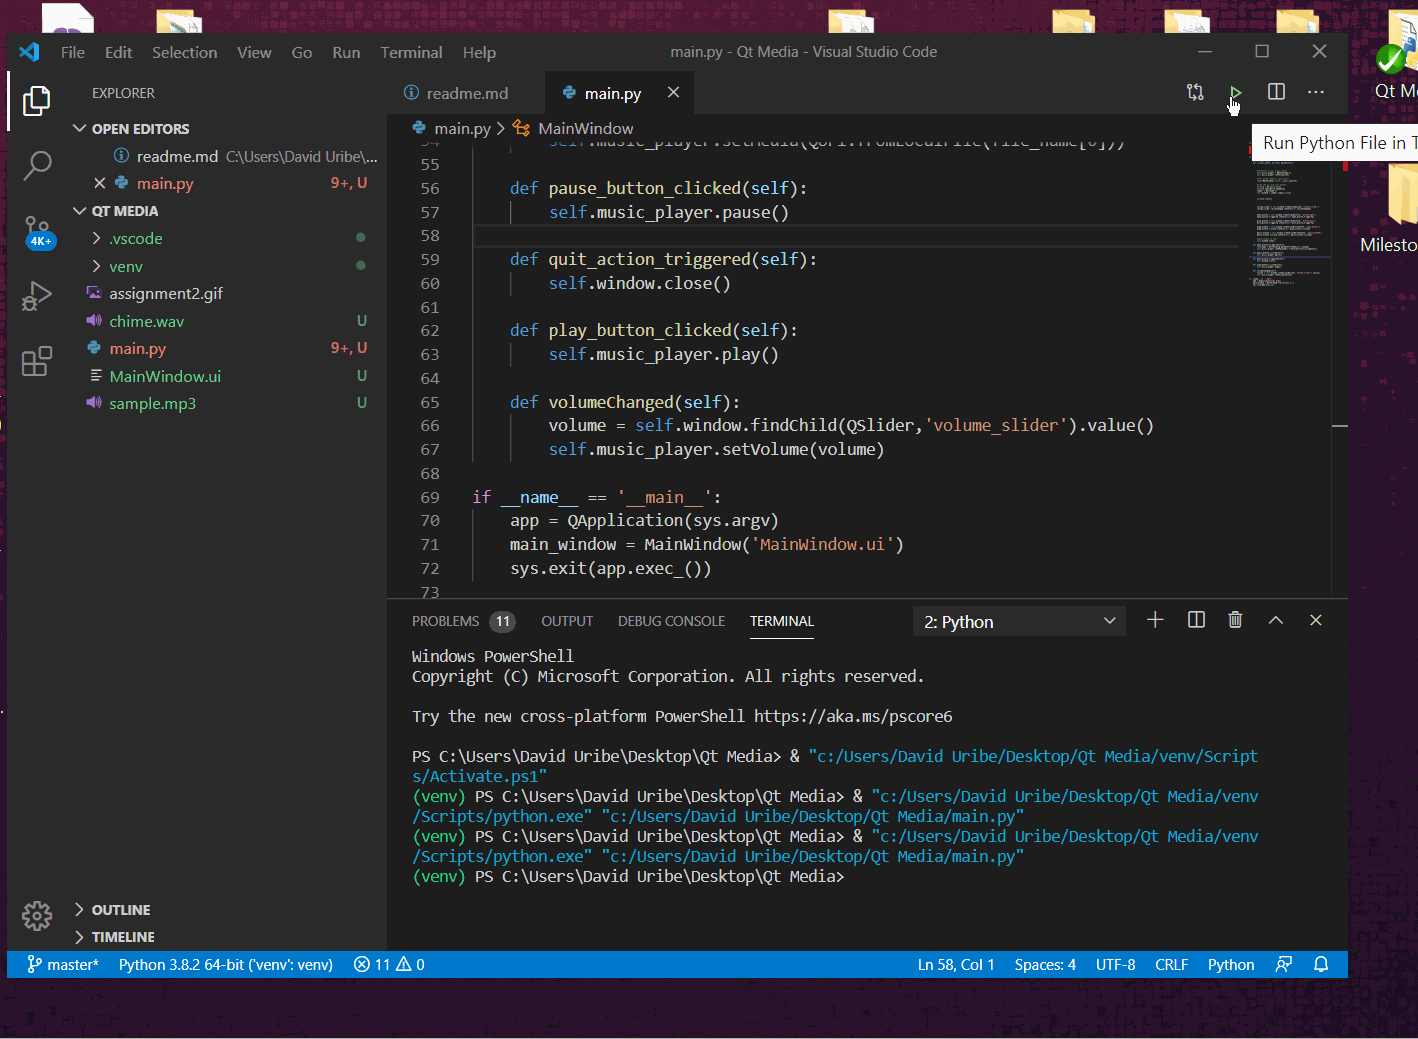 File Edit Selection View Go Run Terminal Help
main.py - Qt Media - Visual Studio Code
EXPLORER
OPEN EDITORS
readme.md C:\Users\David Uribe\...
main.py 9+, U
QT MEDIA
.vscode
venv
assignment2.gif
chime.wav U
main.py 9+, U
MainWindow.ui U
sample.mp3 U
OUTLINE
TIMELINE
4K+
readme.md
main.py
main.py > MainWindow
54 self.music_player.setMedia(QUrl.fromLocalFile(file_name[0]))
55
56 def pause_button_clicked(self):
57 self.music_player.pause()
58
59 def quit_action_triggered(self):
60 self.window.close()
61
62 def play_button_clicked(self):
63 self.music_player.play()
64
65 def volumeChanged(self):
66 volume = self.window.findChild(QSlider,'volume_slider').value()
67 self.music_player.setVolume(volume)
68
69 if __name__ == '__main__':
70 app = QApplication(sys.argv)
71 main_window = MainWindow('MainWindow.ui')
72 sys.exit(app.exec_())
73
Run Python File in T
Qt Me
Milesto
PROBLEMS 11 OUTPUT DEBUG CONSOLE TERMINAL 2: Python
Windows PowerShell
Copyright (C) Microsoft Corporation. All rights reserved.
Try the new cross-platform PowerShell https://aka.ms/pscore6
PS C:\Users\David Uribe\Desktop\Qt Media> & "c:/Users/David Uribe/Desktop/Qt Media/venv/Script
s/Activate.ps1"
(venv) PS C:\Users\David Uribe\Desktop\Qt Media> & "c:/Users/David Uribe/Desktop/Qt Media/venv
/Scripts/python.exe" "c:/Users/David Uribe/Desktop/Qt Media/main.py"
(venv) PS C:\Users\David Uribe\Desktop\Qt Media> & "c:/Users/David Uribe/Desktop/Qt Media/venv
/Scripts/python.exe" "c:/Users/David Uribe/Desktop/Qt Media/main.py"
(venv) PS C:\Users\David Uribe\Desktop\Qt Media>
master* Python 3.8.2 64-bit ('venv': venv) 11 0 Ln 58, Col 1 Spaces: 4 UTF-8 CRLF Python